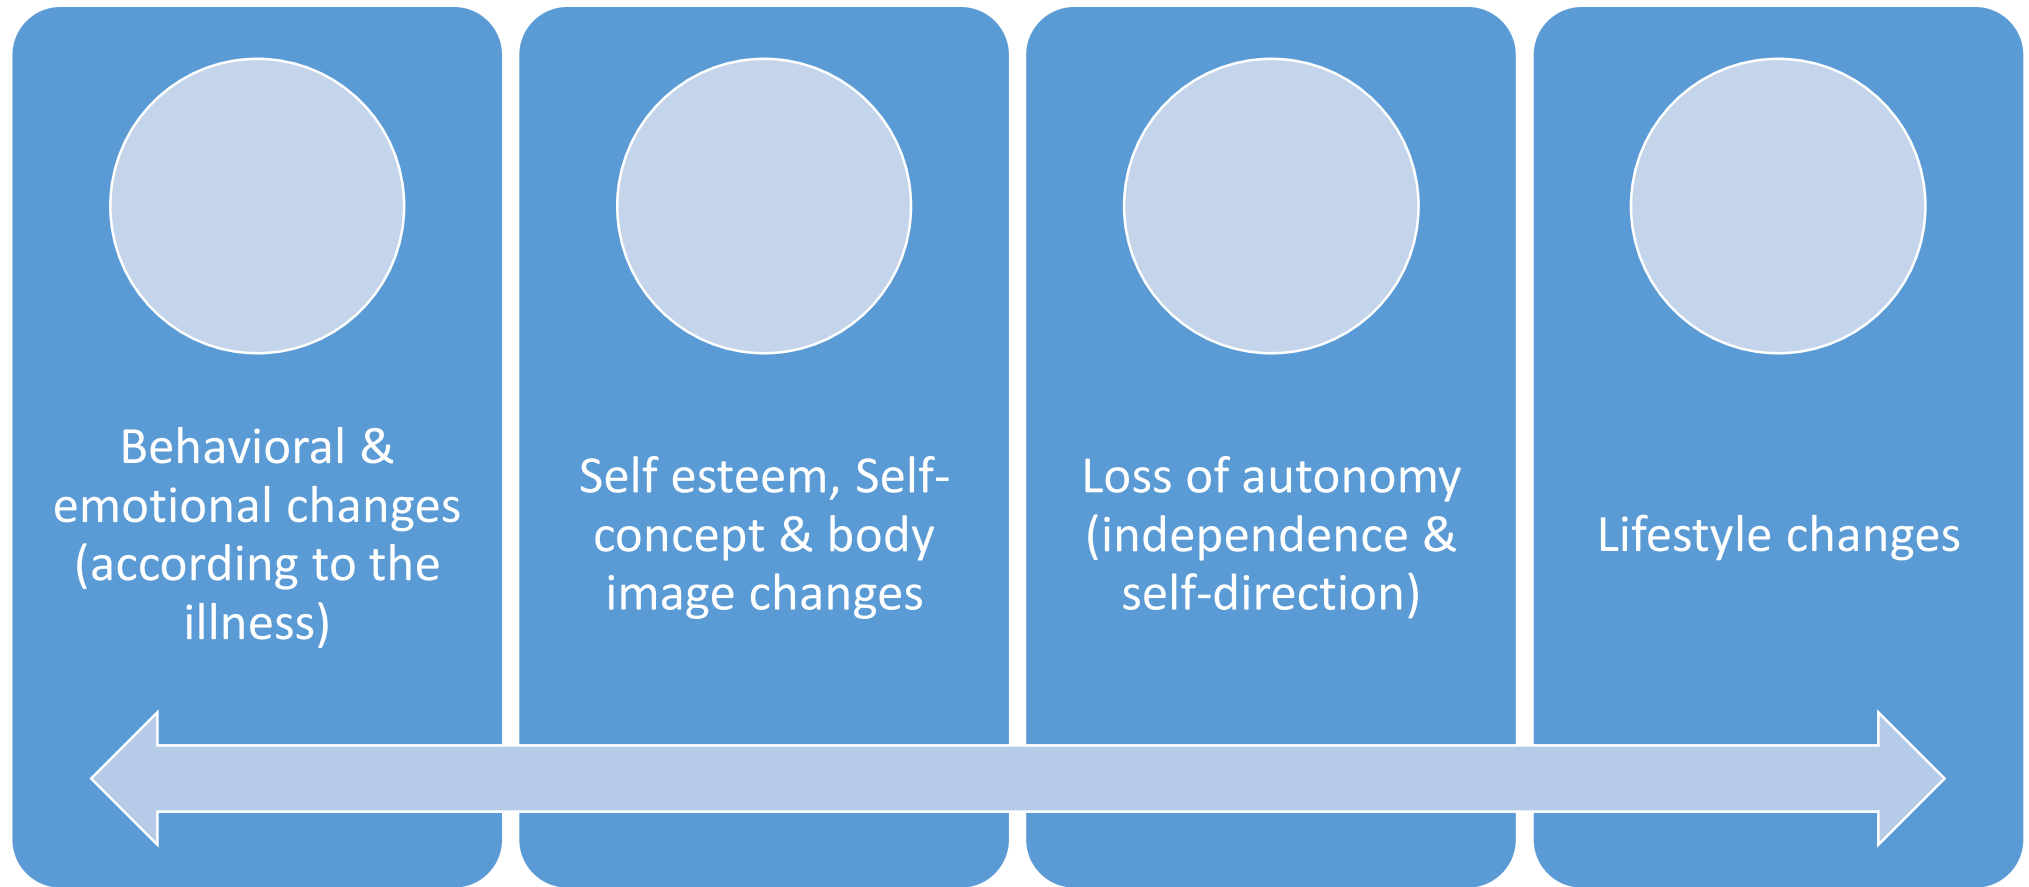 Behavioral &
emotional changes
(according to the
illness)
Self esteem, Self-
concept & body
image changes
Loss of autonomy
(independence &
self-direction)
Lifestyle changes